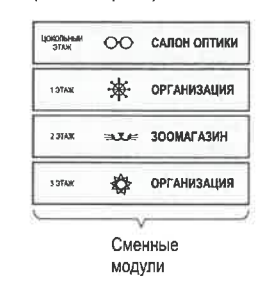 ЦОКОЛЬНЫЙ
ЭТАЖ
САЛОН ОПТИКИ
1 ЭТАЖ ОРГАНИЗАЦИЯ
2 ЭТАЖ ЗООМАГАЗИН
3 ЭТАЖ ОРГАНИЗАЦИЯ
Сменные
модули